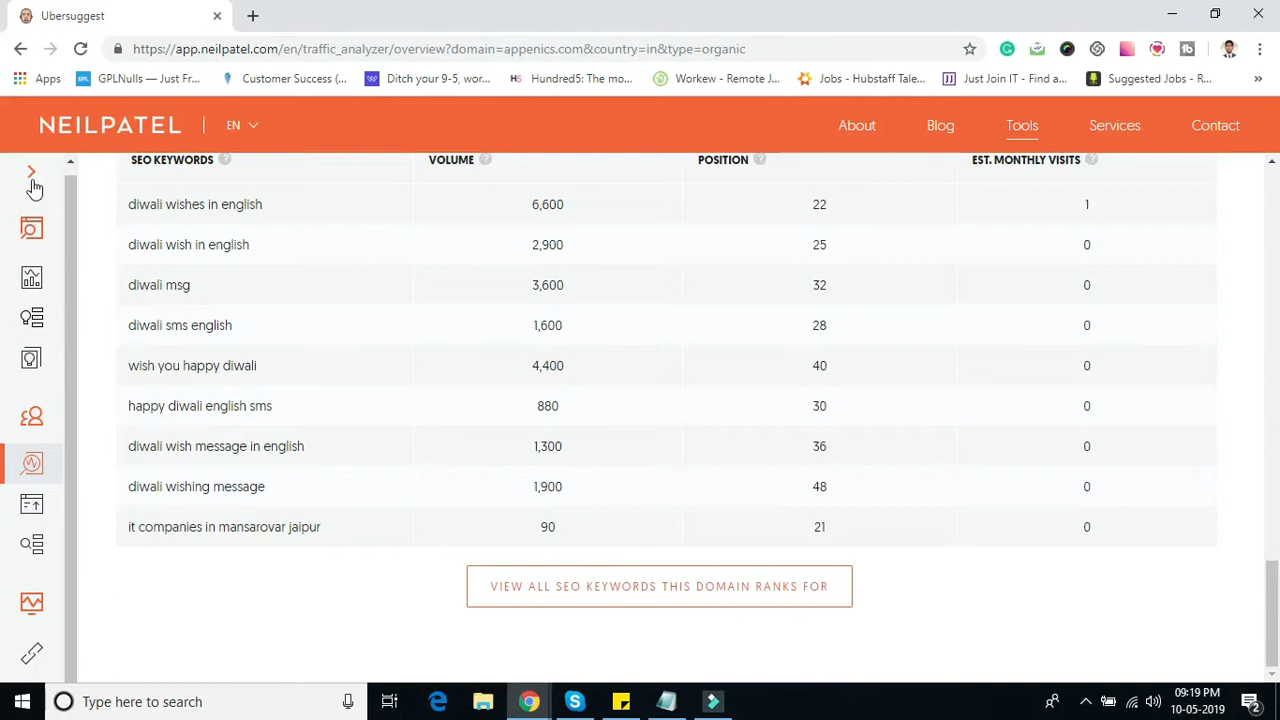 Ubersuggest
https://app.neilpatel.com/en/traffic_analyzer/overview?domain=appenics.com&country=in&type=organic
Apps GPLNulls — Just Fr... Customer Success (... Ditch your 9-5, wor... HS Hundred5: The mo... Workew - Remote J... Jobs - Hubstaff Tale... Just Join IT - Find a... Suggested Jobs - R... »
NEILPATEL EN About Blog Tools Services Contact
SEO KEYWORDS ? VOLUME ? POSITION ? EST. MONTHLY VISITS ?
diwali wishes in english 6,600 22 1
diwali wish in english 2,900 25 0
diwali msg 3,600 32 0
diwali sms english 1,600 28 0
wish you happy diwali 4,400 40 0
happy diwali english sms 880 30 0
diwali wish message in english 1,300 36 0
diwali wishing message 1,900 48 0
it companies in mansarovar jaipur 90 21 0
VIEW ALL SEO KEYWORDS THIS DOMAIN RANKS FOR
Type here to search
09:19 PM
10-05-2019
2